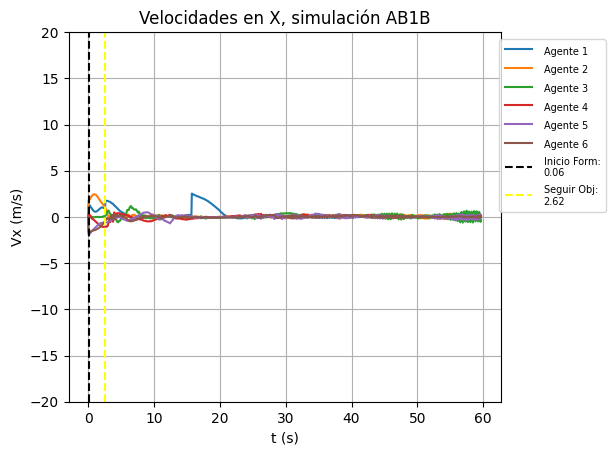 Velocidades en X, simulación AB1B
20
15
10
5
0
−5
−10
−15
−20
Vx (m/s)
0
10
20
30
40
50
60
t (s)
Agente 1
Agente 2
Agente 3
Agente 4
Agente 5
Agente 6
Inicio Form:
0.06
Seguir Obj:
2.62